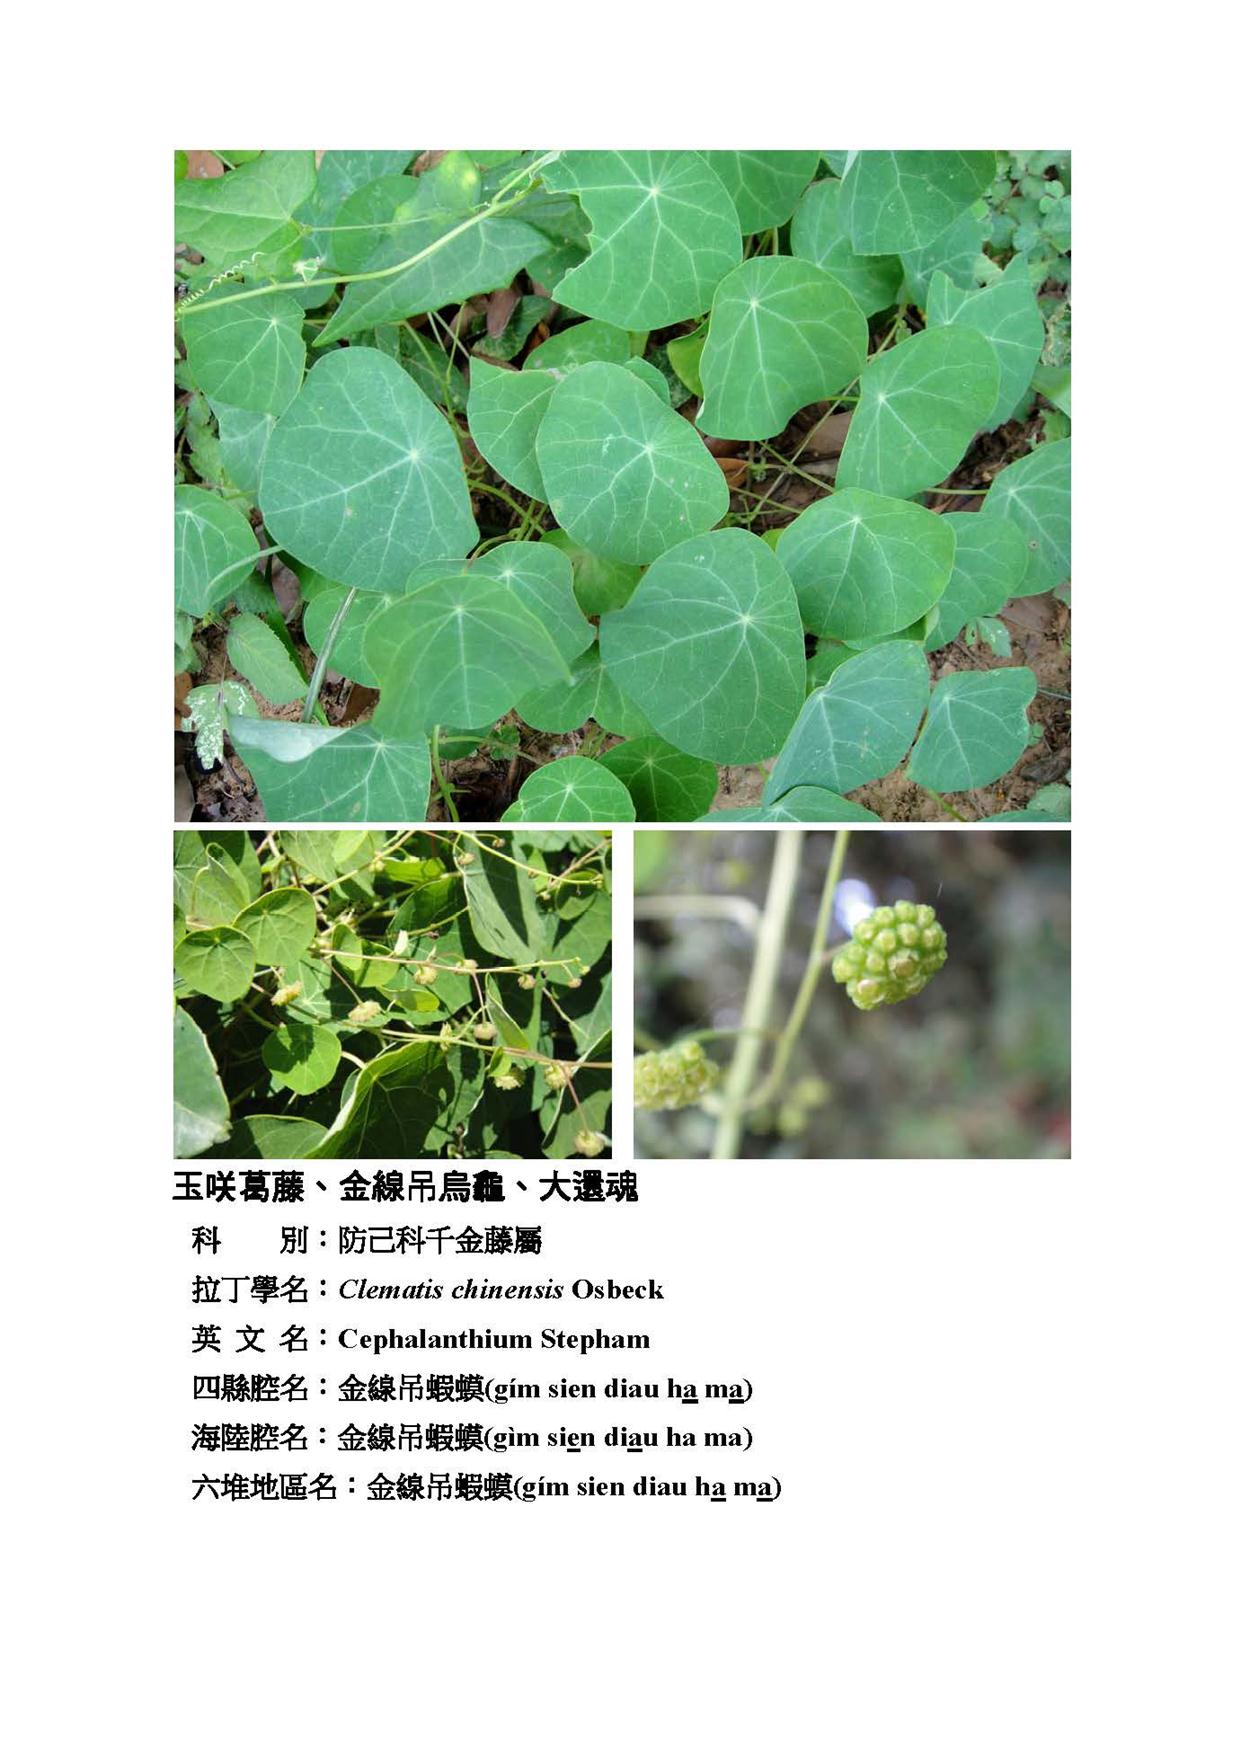 玉咲葛藤、金線吊烏龜、大還魂
科　　別：防己科千金藤屬
拉丁學名：Clematis chinensis Osbeck
英 文 名：Cephalanthium Stepham
四縣腔名：金線吊蝦蟆(gím sien diau ha ma)
海陸腔名：金線吊蝦蟆(gìm sien diau ha ma)
六堆地區名：金線吊蝦蟆(gím sien diau ha ma)